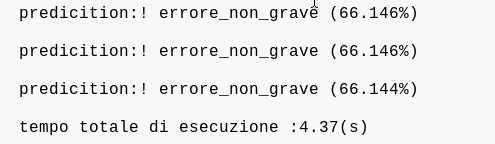 predicition:! errore_non_grave (66.146%)
predicition:! errore_non_grave (66.146%)
predicition:! errore_non_grave (66.144%)
tempo totale di esecuzione :4.37(s)